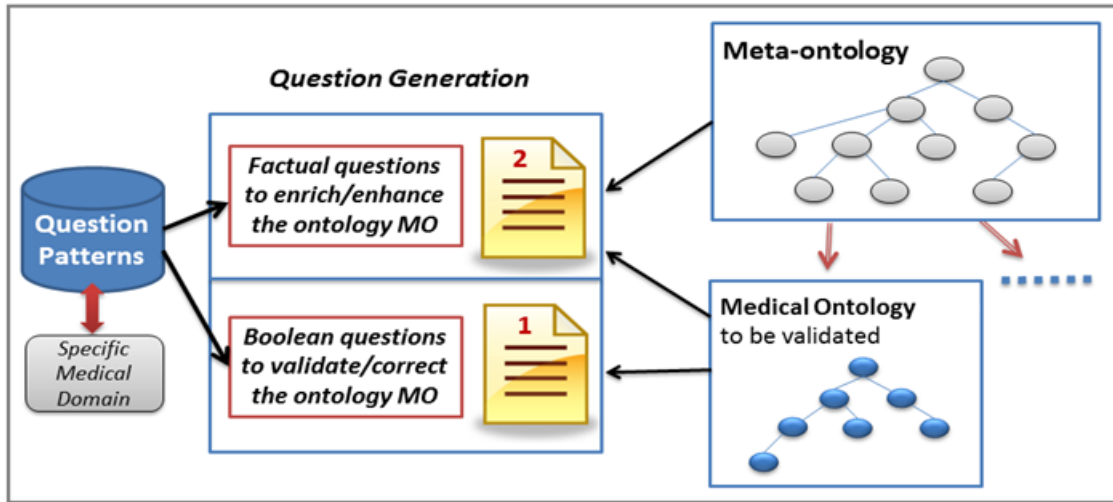 Question Generation
Question
Patterns
Specific
Medical
Domain
Factual questions
to enrich/enhance
the ontology MO
2
Boolean questions
to validate/correct
the ontology MO
1
Meta-ontology
Medical Ontology
to be validated